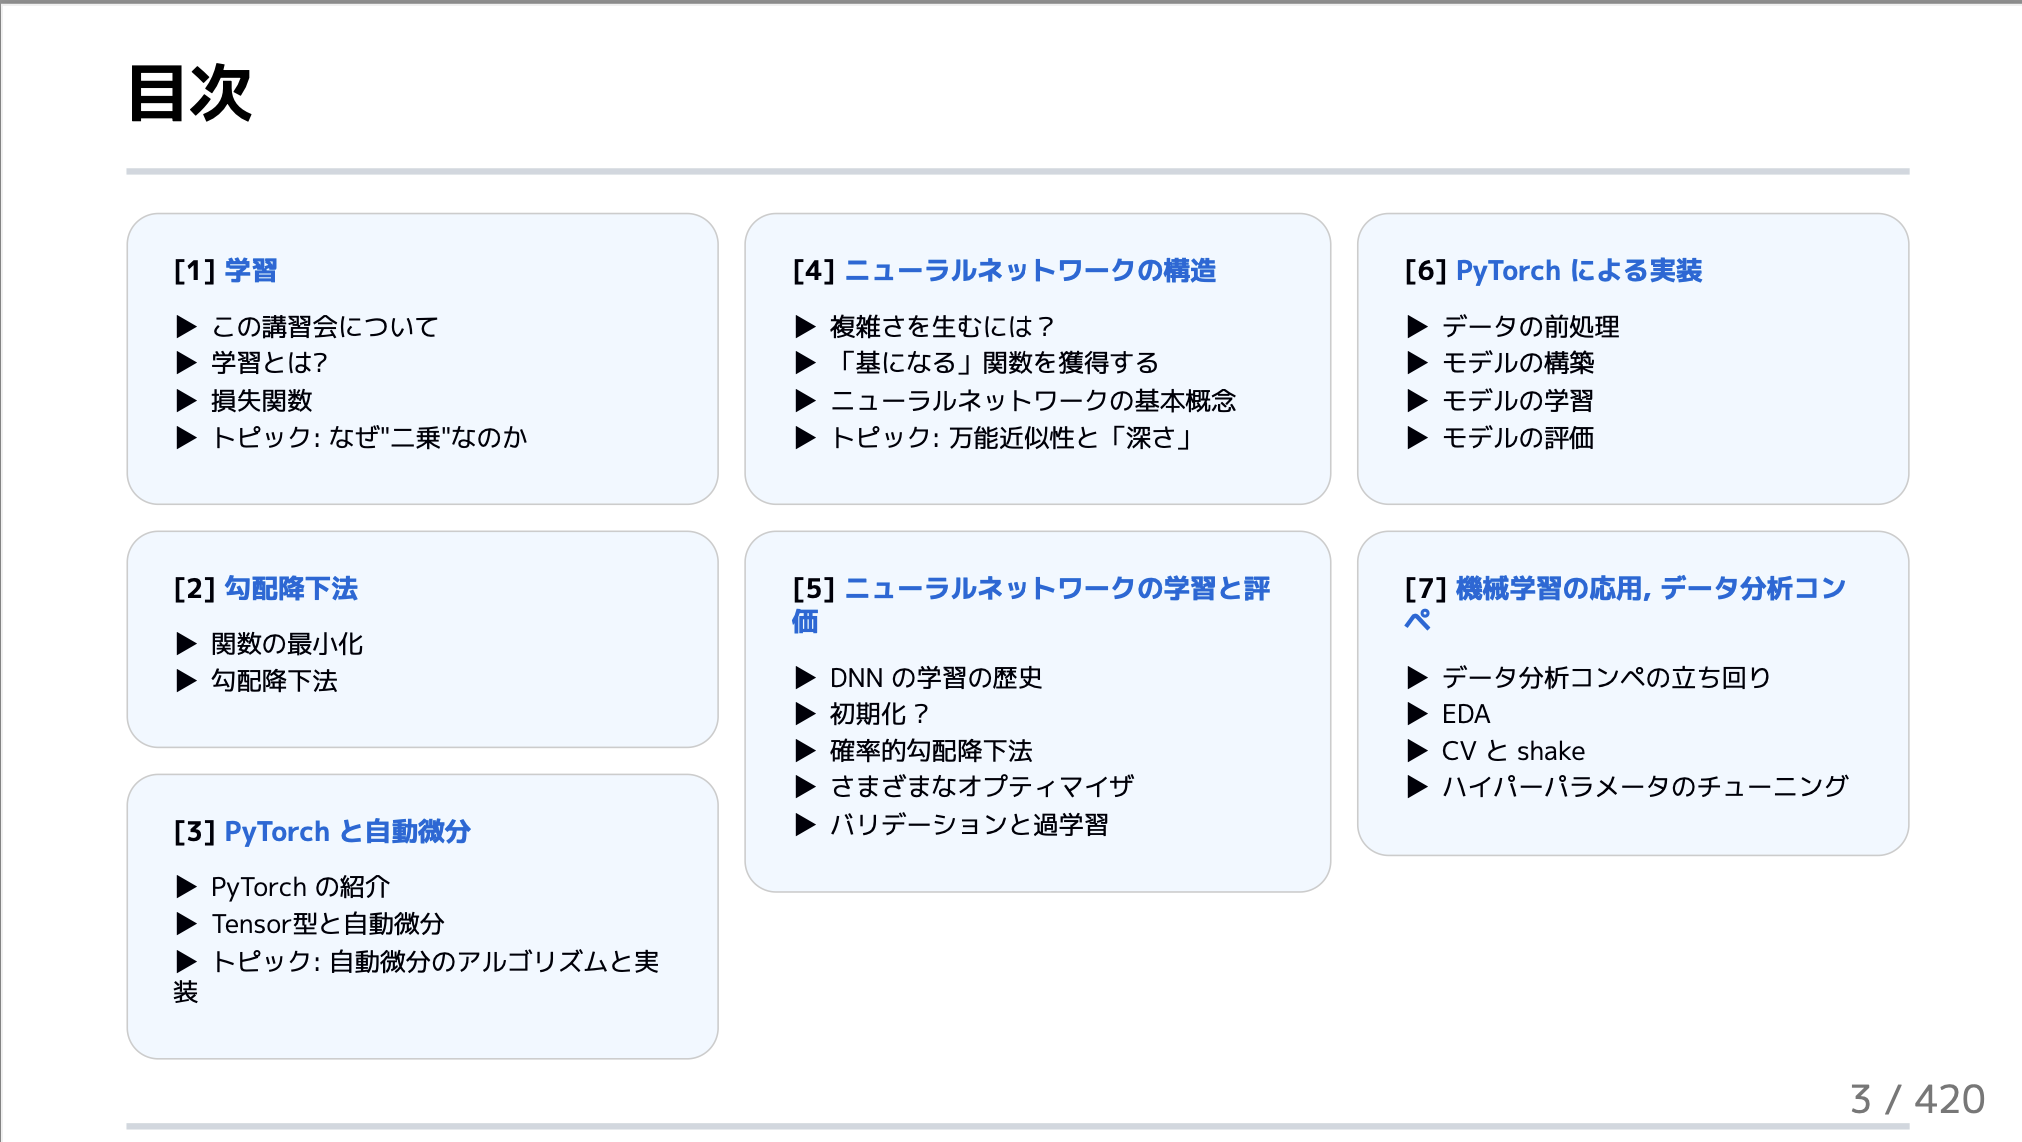 目次
[1] 学習
▶ この講習会について
▶ 学習とは?
▶ 損失関数
▶ トピック: なぜ"二乗"なのか
[2] 勾配降下法
▶ 関数の最小化
▶ 勾配降下法
[3] PyTorch と自動微分
▶ PyTorch の紹介
▶ Tensor型と自動微分
▶ トピック: 自動微分のアルゴリズムと実
装
[4] ニューラルネットワークの構造
▶ 複雑さを生むには？
▶ 「基になる」関数を獲得する
▶ ニューラルネットワークの基本概念
▶ トピック: 万能近似性と「深さ」
[5] ニューラルネットワークの学習と評
価
▶ DNN の学習の歴史
▶ 初期化？
▶ 確率的勾配降下法
▶ さまざまなオプティマイザ
▶ バリデーションと過学習
[6] PyTorch による実装
▶ データの前処理
▶ モデルの構築
▶ モデルの学習
▶ モデルの評価
[7] 機械学習の応用, データ分析コン
ペ
▶ データ分析コンペの立ち回り
▶ EDA
▶ CV と shake
▶ ハイパーパラメータのチューニング
3 / 420